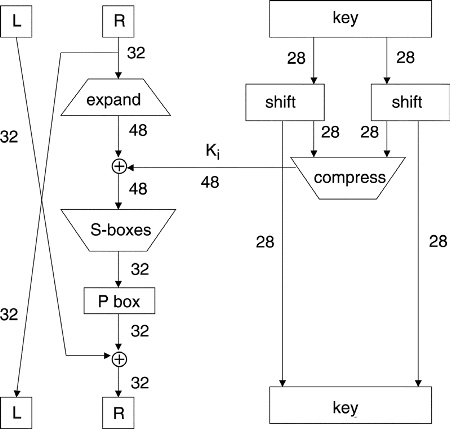 L R key
32 28 28
expand shift shift
32 48 28 28
Ki
48 48 compress
S-boxes
32 28 28
P box
32 32
32
L R key